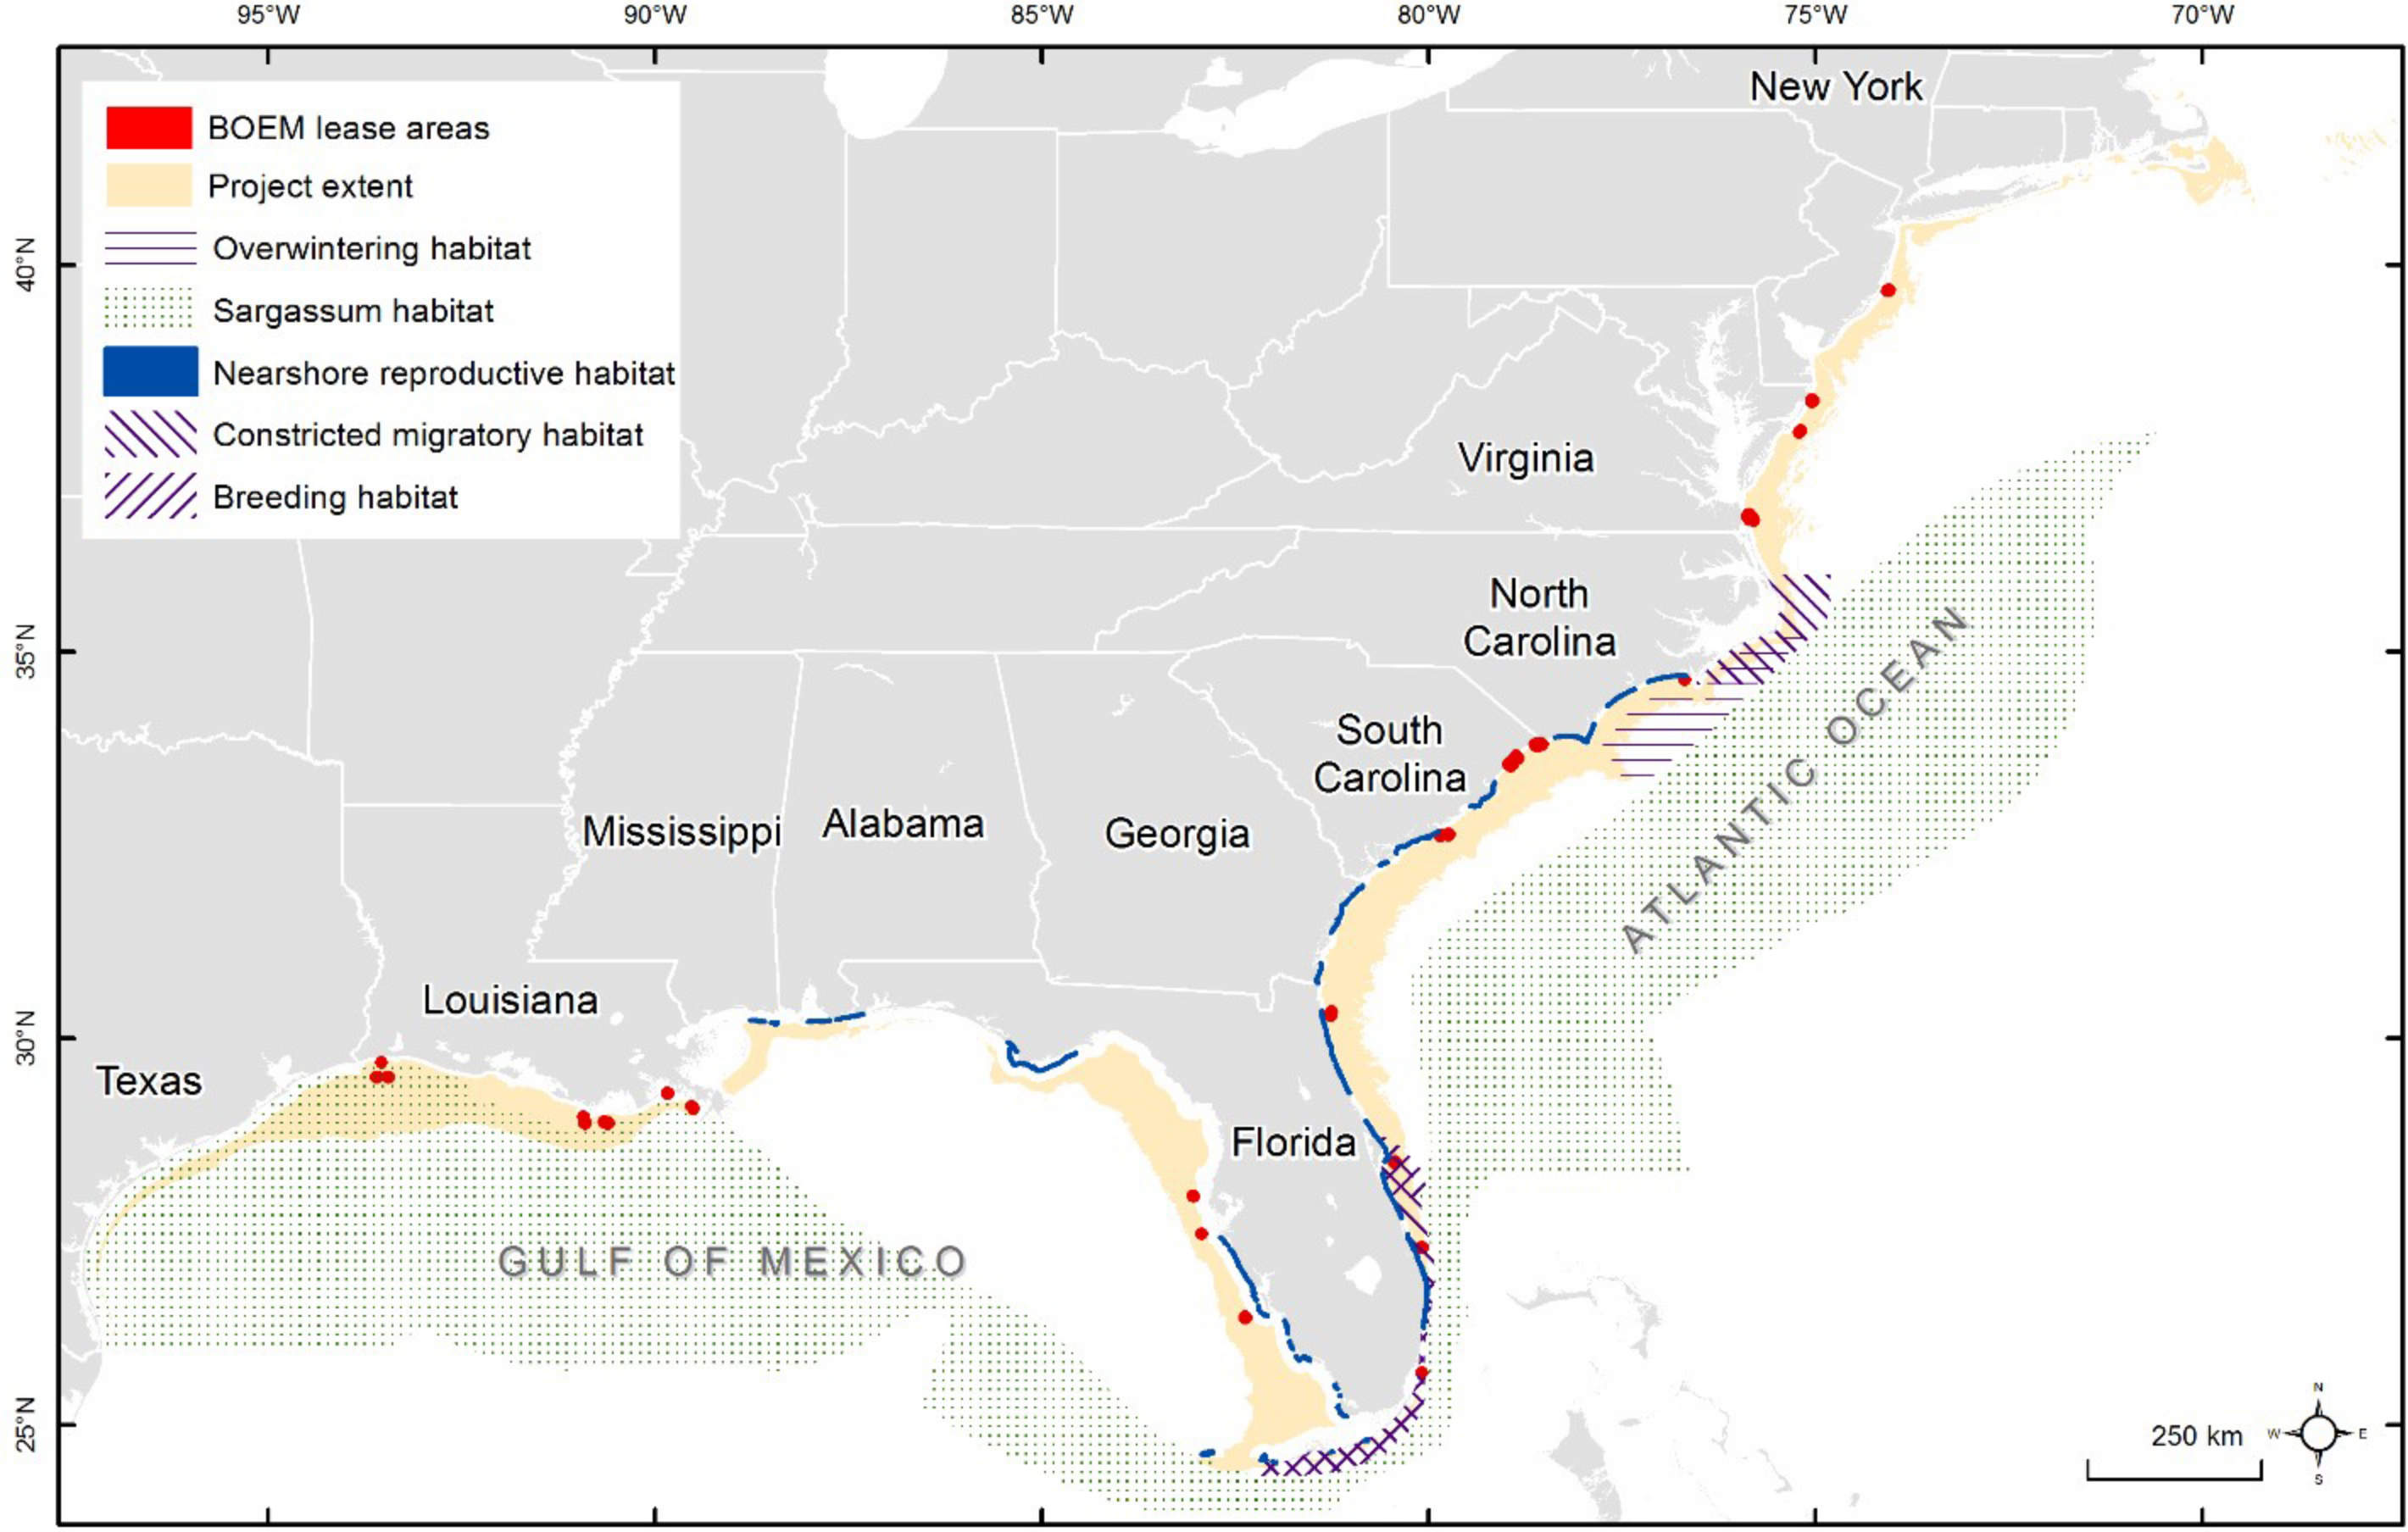 95°W 90°W 85°W 80°W 75°W 70°W
New York
BOEM lease areas
Project extent
Overwintering habitat
Sargassum habitat
Nearshore reproductive habitat
Constricted migratory habitat
Breeding habitat
40°N
Virginia
North
Carolina
35°N
South
Carolina
ATLANTIC OCEAN
Mississippi
Alabama
Georgia
Louisiana
30°N
Texas
Florida
GULF OF MEXICO
25°N
250 km
N
W E
S